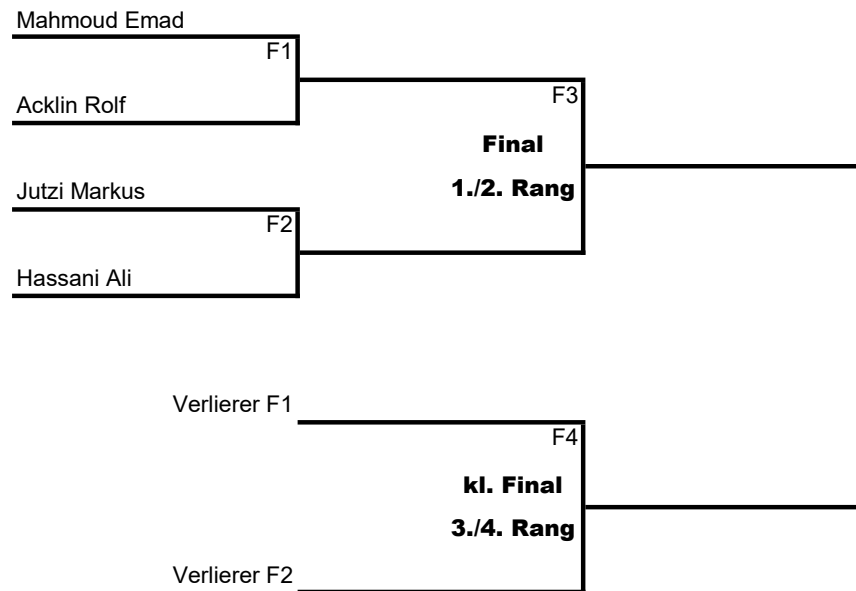 Mahmoud Emad
F1
Acklin Rolf
F3
Final
1./2. Rang
Jutzi Markus
F2
Hassani Ali
Verlierer F1
F4
kl. Final
3./4. Rang
Verlierer F2